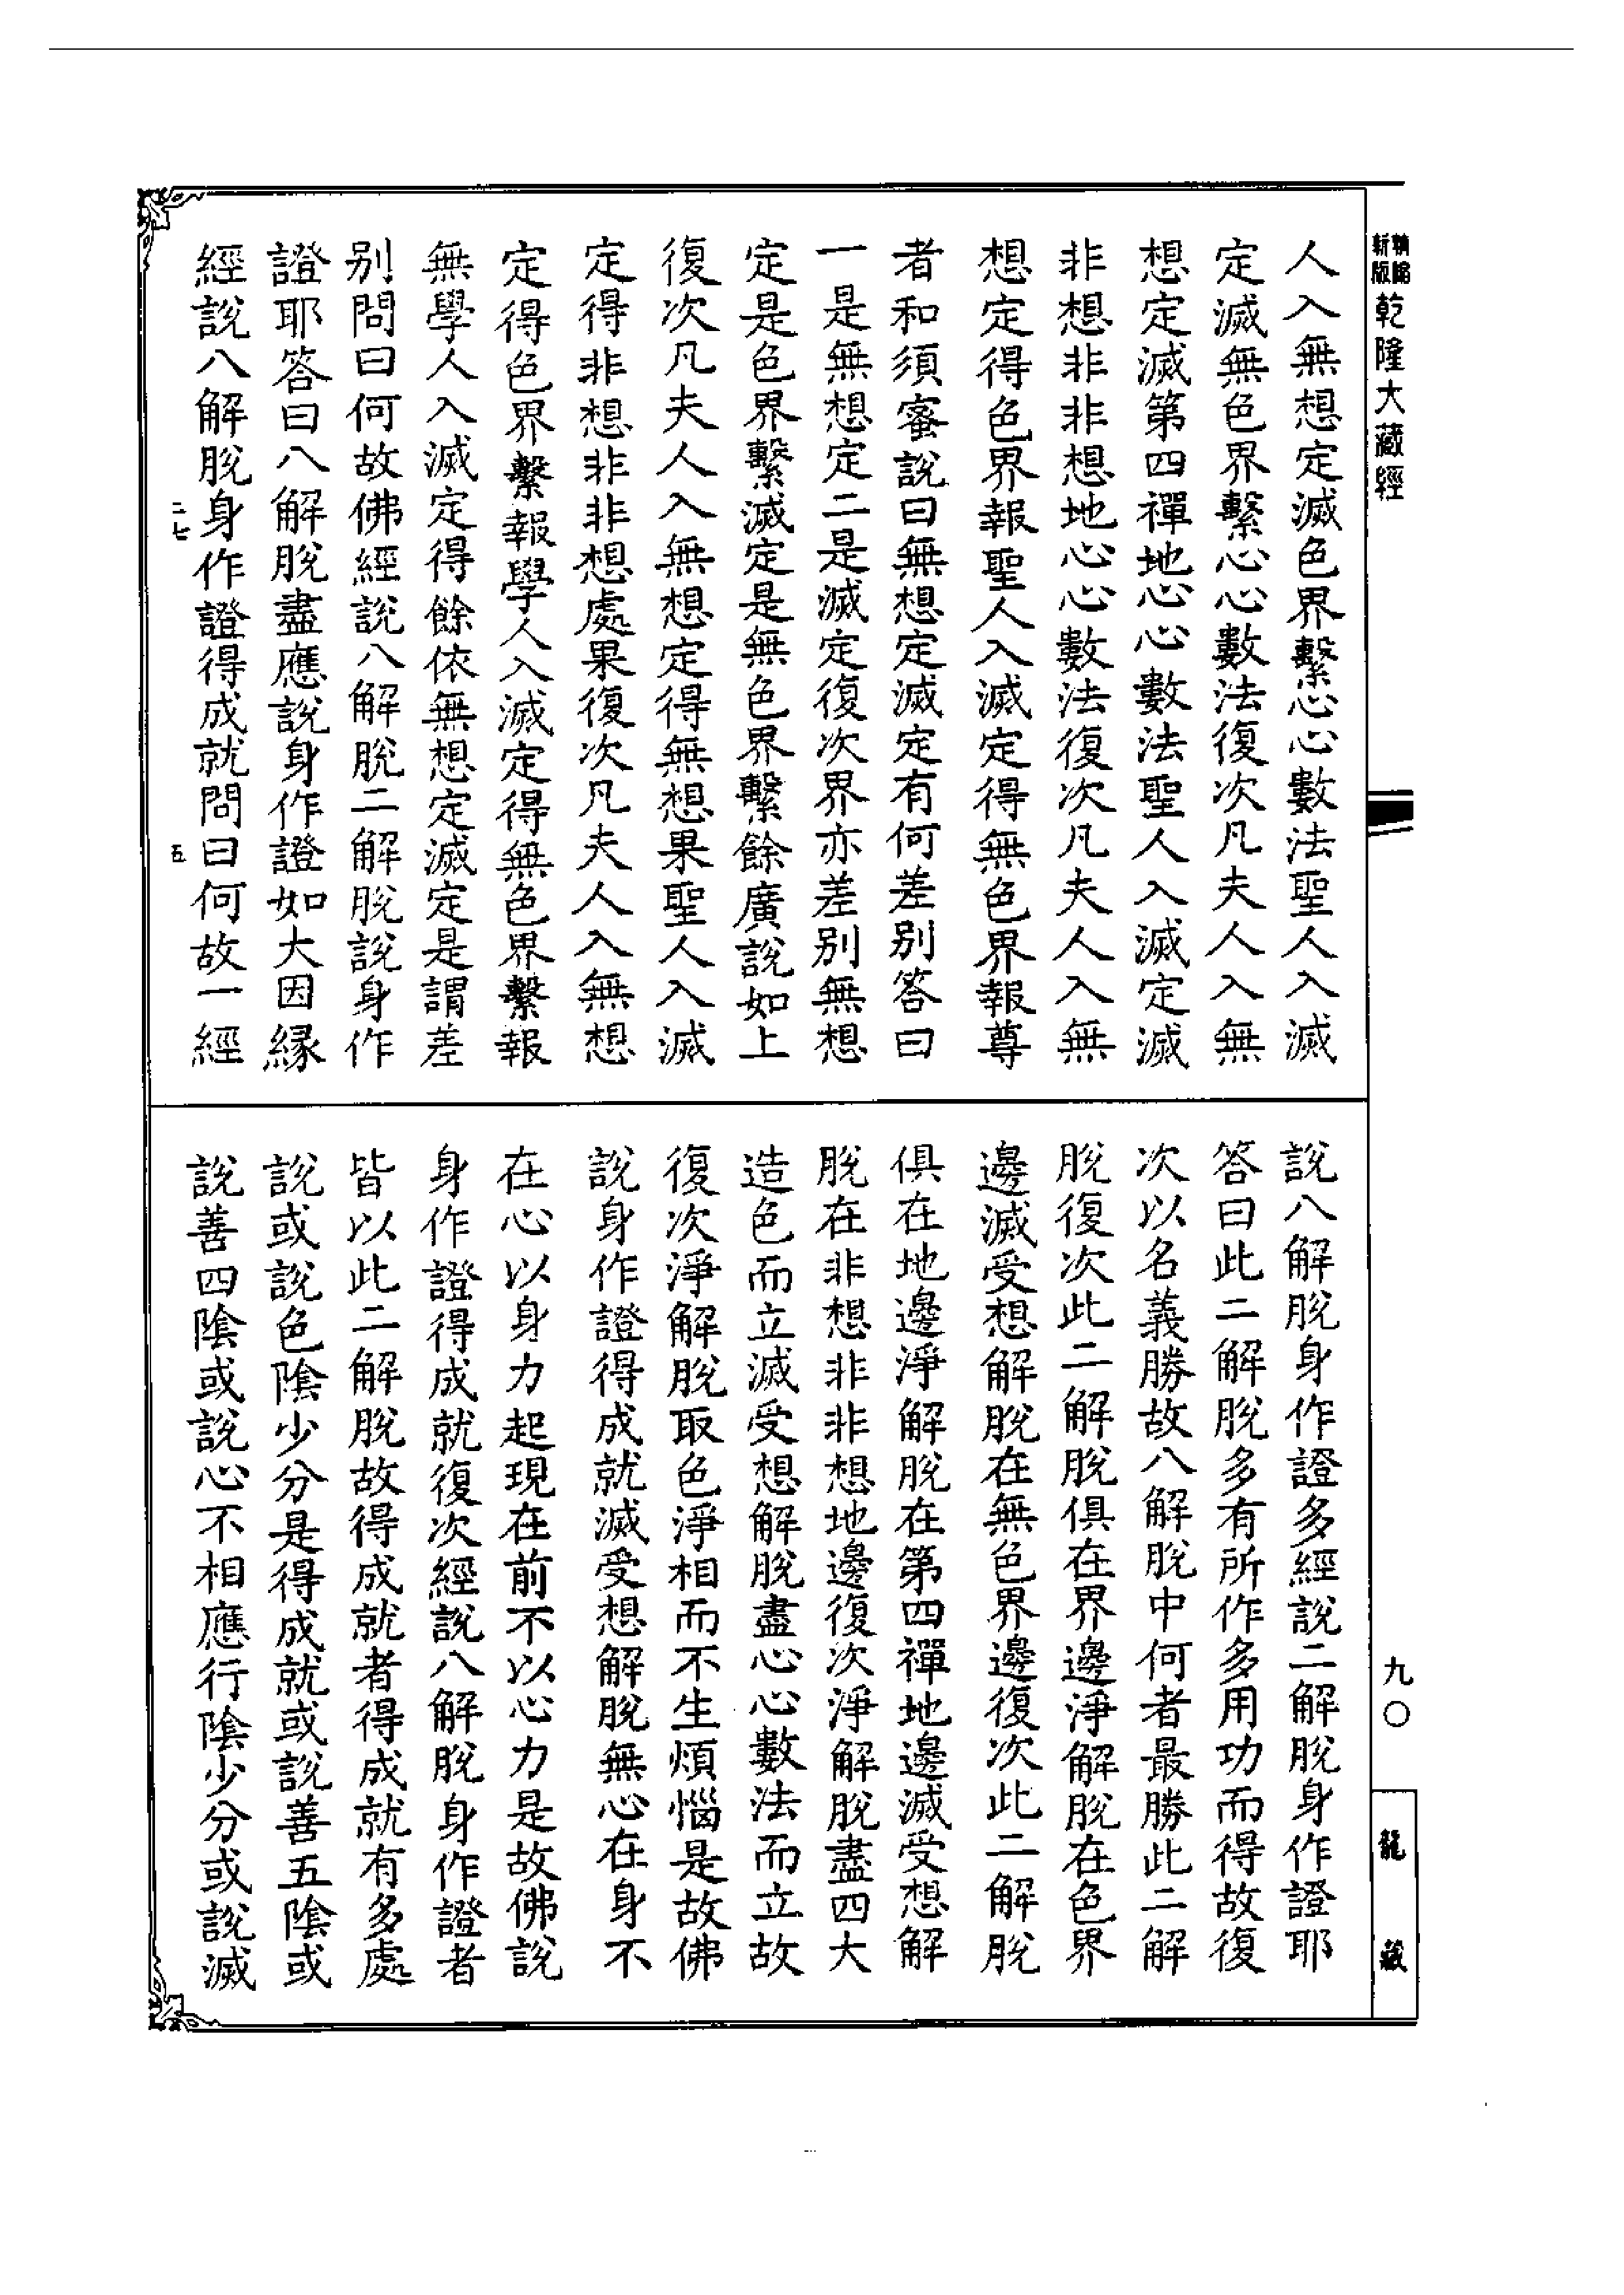 精縮新版乾隆大藏經
人入無想定滅色界繫心心數法聖人入滅
定滅無色界繫心心數法復次凡夫人入無
想定滅第四禪地心心數法聖人入滅定滅
非想非非想地心心數法復次凡夫人入無
想定得色界報聖人入滅定得無色界報尊
者和須蜜說曰無想定滅定有何差別答曰
一是無想定二是滅定復次界亦差別無想
定是色界繫滅定是無色界繫餘廣說如上
復次凡夫人入無想定得無想果聖人入滅
定得非想非非想處果復次凡夫人入無想
定得色界繫報學人入滅定得無色界繫報
無學人入滅定得餘依無想定滅定是謂差
別問曰何故佛經說八解脫二解脫說身作
證耶答曰八解脫盡應說身作證如大因緣
經說八解脫身作證得成就問曰何故一經
二七 五
說八解脫身作證多經說二解脫身作證耶
答曰此二解脫多有所作多用功而得故復
次以名義勝故八解脫中何者最勝此二解
脫復次此二解脫俱在界邊淨解脫在色界
邊滅受想解脫在無色界邊復次此二解脫
俱在地邊淨解脫在第四禪地邊滅受想解
脫在非想非非想地邊復次淨解脫盡四大
造色而立滅受想解脫盡心心數法而立故
復次淨解脫取色淨相而不生煩惱是故佛
說身作證得成就滅受想解脫無心在身不
在心以身力起現在前不以心力是故佛說
身作證得成就復次經說八解脫身作證者
皆以此二解脫故得成就者得成就有多處
說或說色陰少分是得成就或說善五陰或
說善四陰或說心不相應行陰少分或說滅
九〇
龍藏